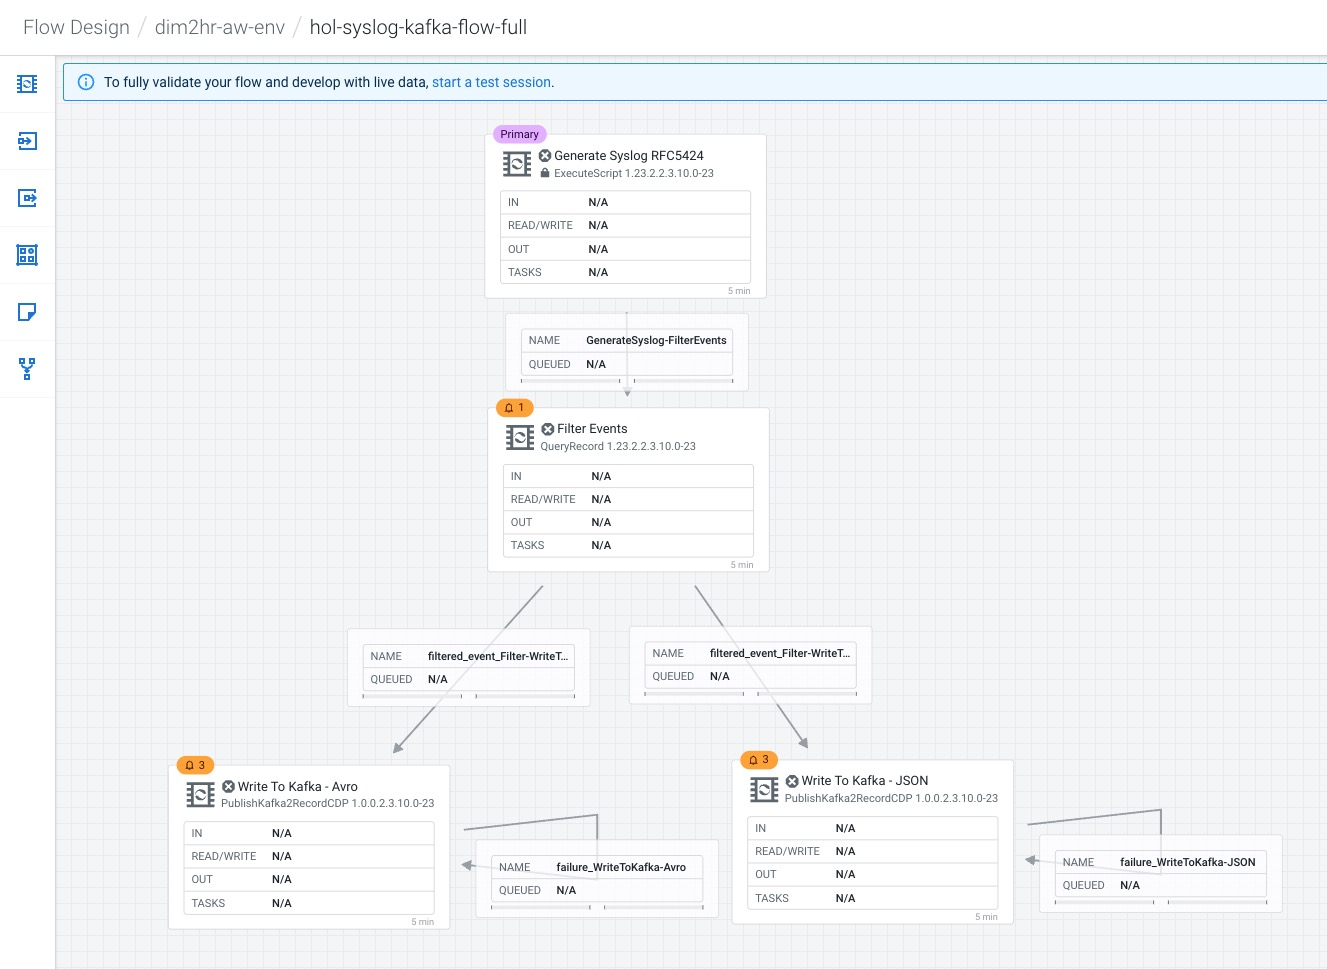 Flow Design / dim2hr-aw-env / hol-syslog-kafka-flow-full
To fully validate your flow and develop with live data, start a test session.
Primary
Generate Syslog RFC5424
ExecuteScript 1.23.2.2.3.10.0-23
IN N/A
READ/WRITE N/A
OUT N/A
TASKS N/A
5 min
NAME GenerateSyslog-FilterEvents
QUEUED N/A
1
Filter Events
QueryRecord 1.23.2.2.3.10.0-23
IN N/A
READ/WRITE N/A
OUT N/A
TASKS N/A
5 min
NAME filtered_event_Filter-WriteT...
QUEUED N/A
NAME filtered_event_Filter-WriteT...
QUEUED N/A
3
Write To Kafka - Avro
PublishKafka2RecordCDP 1.0.0.2.3.10.0-23
IN N/A
READ/WRITE N/A
OUT N/A
TASKS N/A
5 min
NAME failure_WriteToKafka-Avro
QUEUED N/A
3
Write To Kafka - JSON
PublishKafka2RecordCDP 1.0.0.2.3.10.0-23
IN N/A
READ/WRITE N/A
OUT N/A
TASKS N/A
5 min
NAME failure_WriteToKafka-JSON
QUEUED N/A